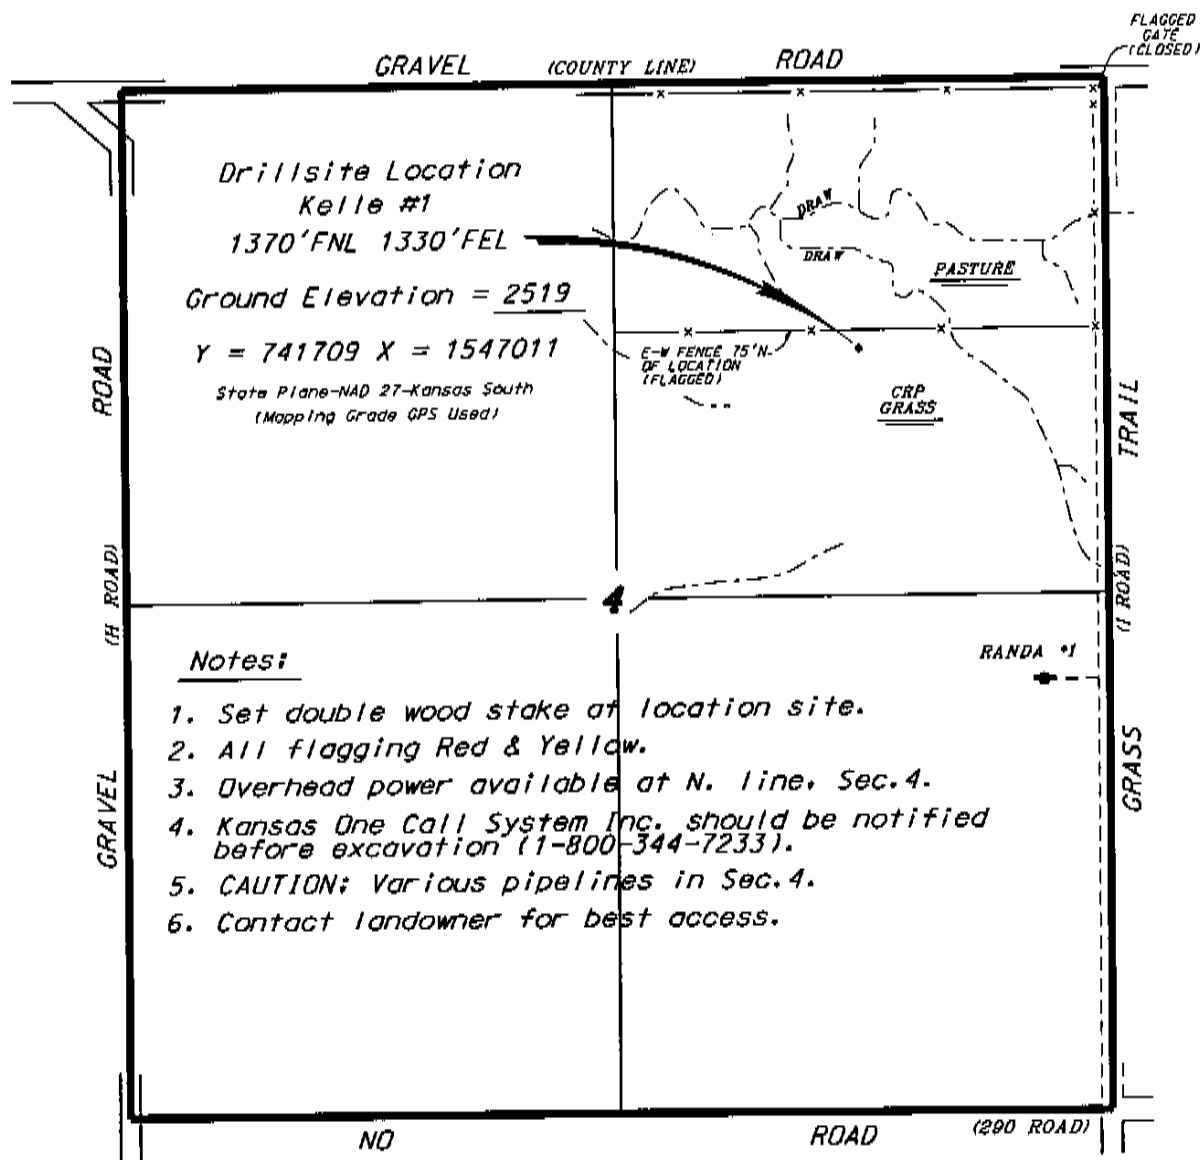 FLAGGED
GATE
(CLOSED)
GRAVEL (COUNTY LINE) ROAD
Drillsite Location
Kelle #1
1370'FNL 1330'FEL
Ground Elevation = 2519
Y = 741709 X = 1547011
State Plane-NAD 27-Kansas South
(Mapping Grade GPS Used)
DRAW
DRAW
PASTURE
E-W FENCE 75'N.
OF LOCATION
(FLAGGED)
CRP
GRASS
ROAD
(H ROAD)
GRAVEL
TRAIL
(I ROAD)
GRASS
4
RANDA #1
Notes:
1. Set double wood stake at location site.
2. All flagging Red & Yellow.
3. Overhead power available at N. line, Sec.4.
4. Kansas One Call System Inc. should be notified
before excavation (1-800-344-7233).
5. CAUTION: Various pipelines in Sec.4.
6. Contact landowner for best access.
NO ROAD (290 ROAD)